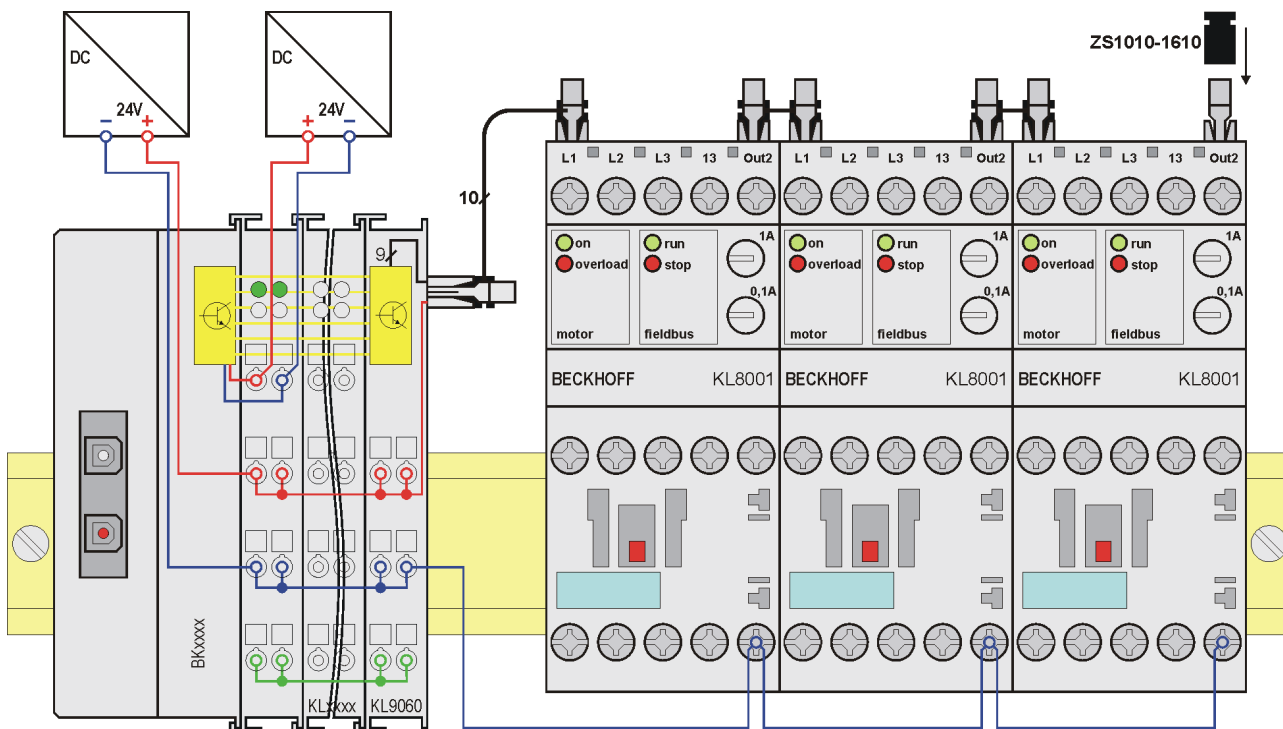 DC
24V
− +
DC
24V
+ −
ZS1010-1610
10
9
L1 L2 L3 13 Out2
L1 L2 L3 13 Out2
L1 L2 L3 13 Out2
on
overload
motor
run
stop
fieldbus
1A
0,1A
on
overload
motor
run
stop
fieldbus
1A
0,1A
on
overload
motor
run
stop
fieldbus
1A
0,1A
BECKHOFF KL8001
BECKHOFF KL8001
BECKHOFF KL8001
BKxxxx
KLxxxx
KL9060